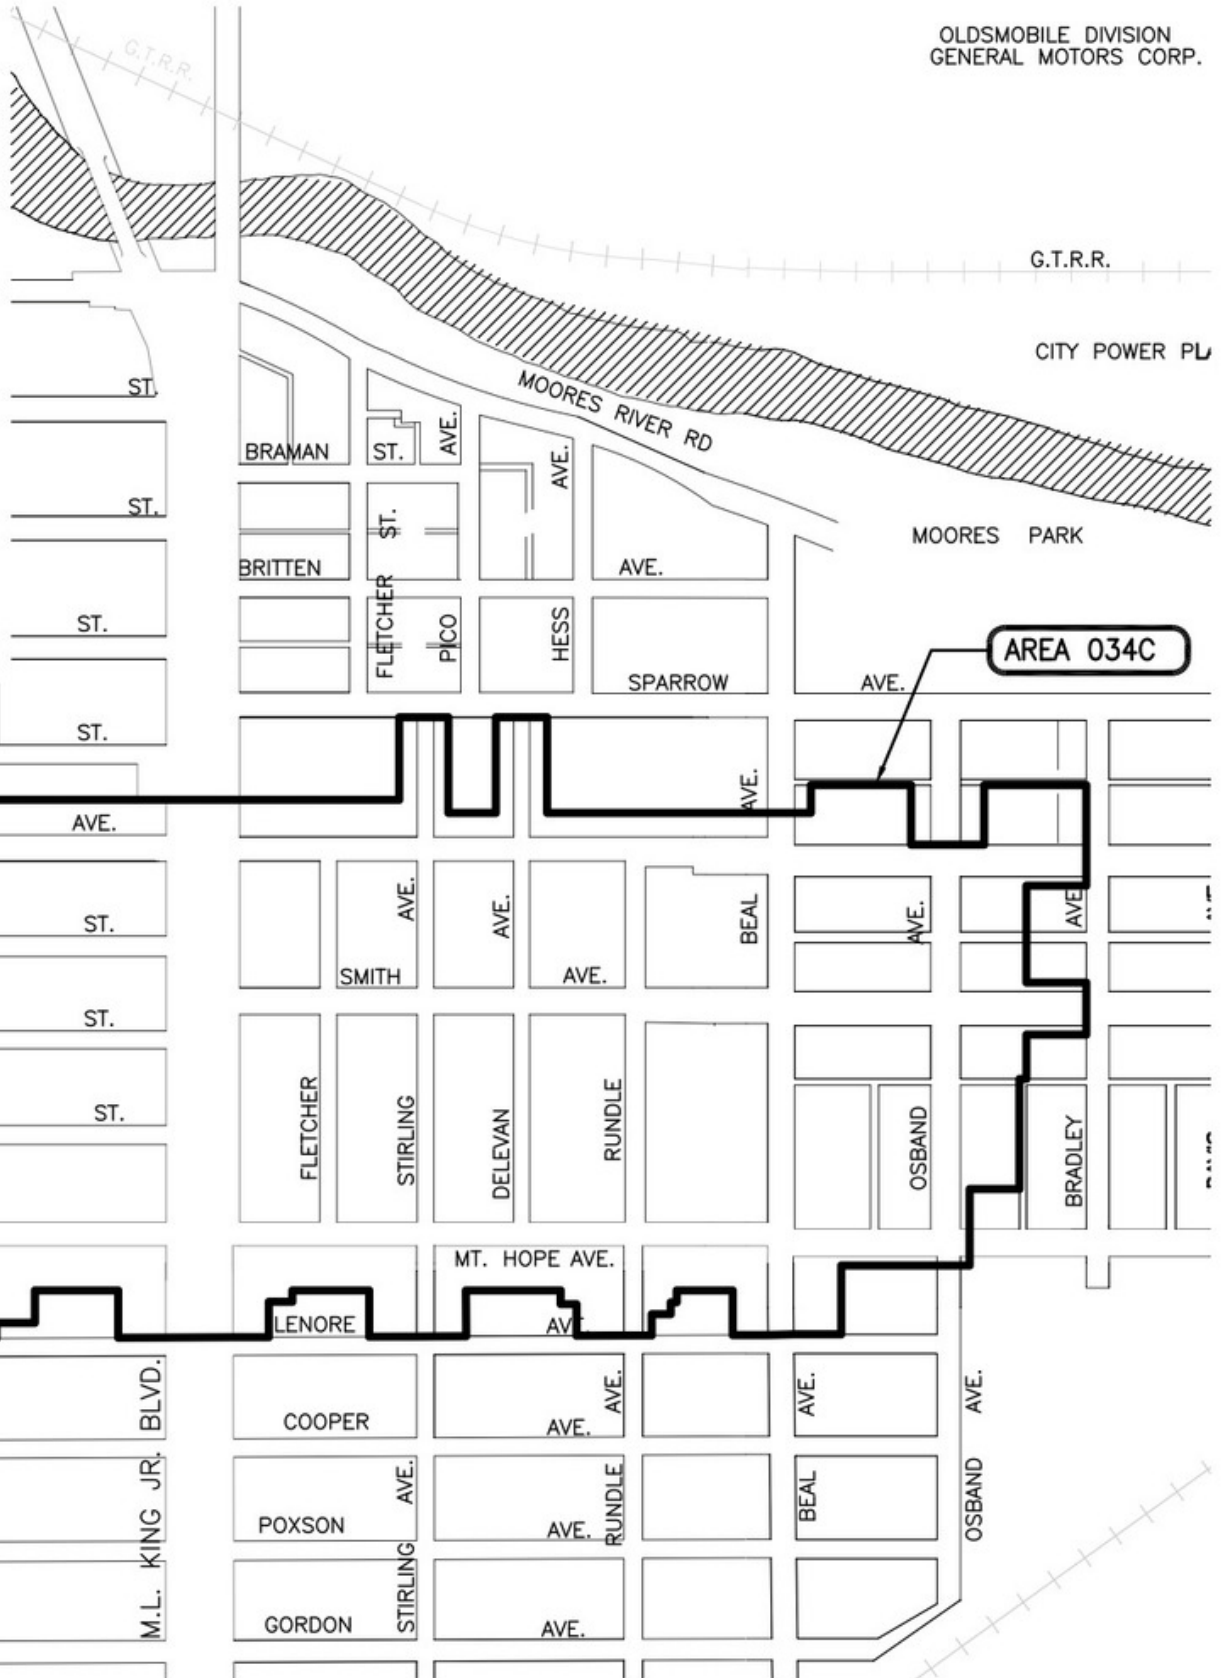 OLDSMOBILE DIVISION
GENERAL MOTORS CORP.
G.T.R.R.
G.T.R.R.
CITY POWER PLA
ST.
MOORES RIVER RD
AVE.
BRAMAN ST.
AVE.
ST.
ST.
MOORES PARK
BRITTEN AVE.
FLETCHER
PICO
HESS
ST.
AREA 034C
SPARROW AVE.
ST.
AVE.
AVE.
AVE.
AVE.
BEAL
AVE.
AVE
ST.
SMITH AVE.
ST.
ST.
FLETCHER
STIRLING
DELEVAN
RUNDLE
OSBAND
BRADLEY
MT. HOPE AVE.
LENORE AVE.
BLVD.
AVE.
AVE.
AVE.
COOPER AVE.
M.L. KING JR.
AVE.
RUNDLE
BEAL
OSBAND
POXSON AVE.
STIRLING
GORDON AVE.